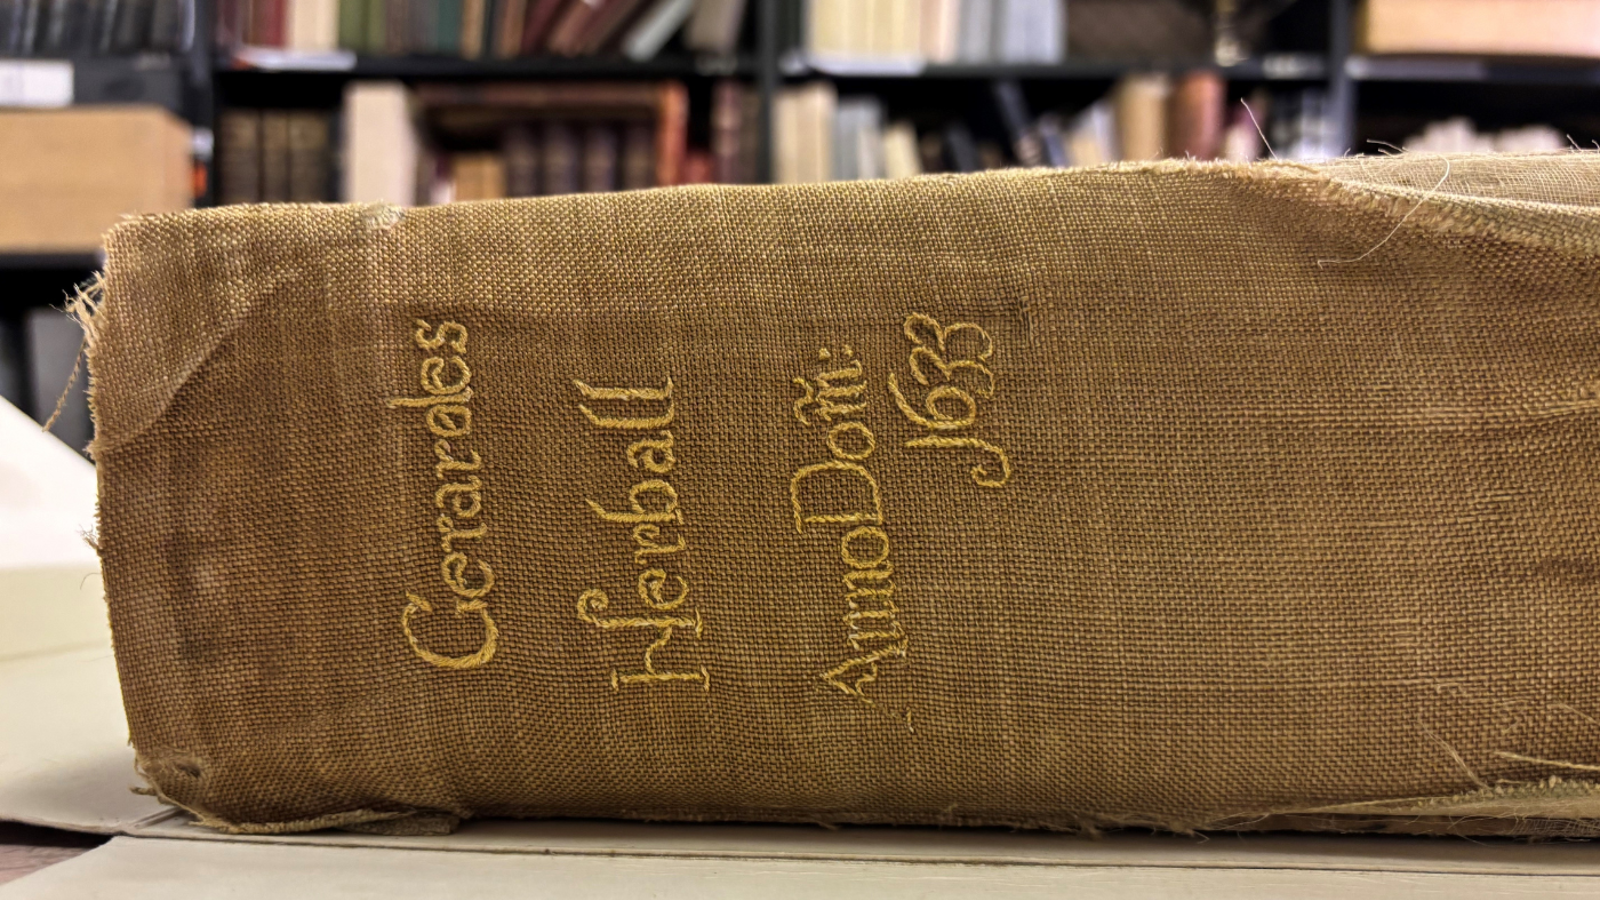 Gerardes
Herball
Anno Dom̃:
1633